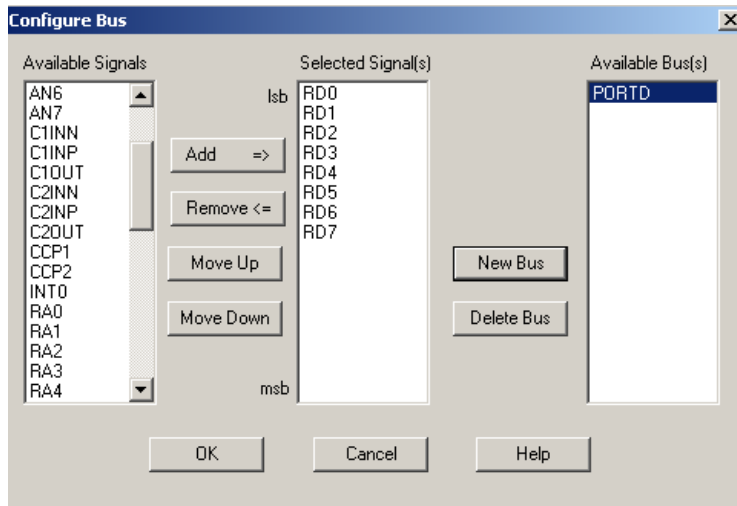 Configure Bus
Available Signals
Selected Signal(s)
Available Bus(s)
AN6
AN7
C1INN
C1INP
C1OUT
C2INN
C2INP
C2OUT
CCP1
CCP2
INT0
RA0
RA1
RA2
RA3
RA4
lsb
Add =>
Remove <=
Move Up
Move Down
msb
RD0
RD1
RD2
RD3
RD4
RD5
RD6
RD7
New Bus
Delete Bus
PORTD
OK
Cancel
Help